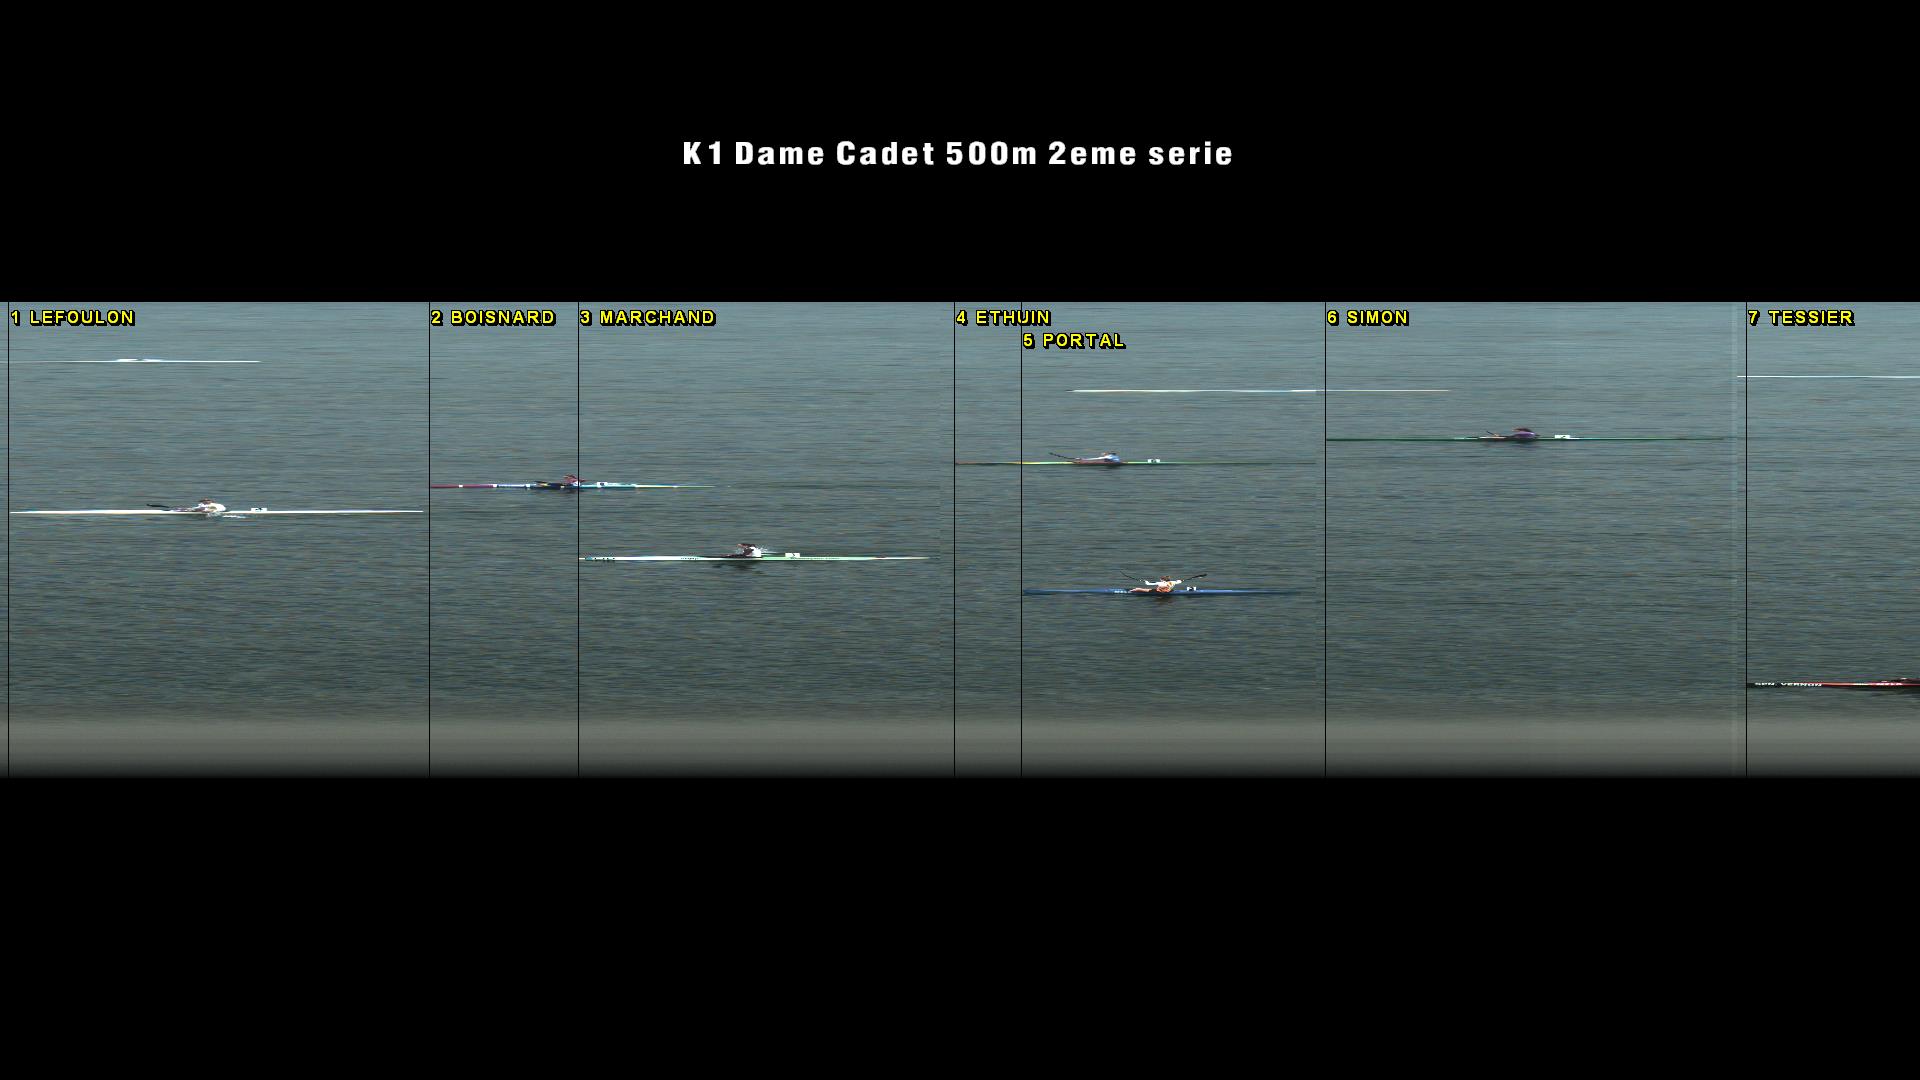 K1 Dame Cadet 500m 2eme serie
1 LEFOULON
2 BOISNARD
3 MARCHAND
4 ETHUIN
5 PORTAL
6 SIMON
7 TESSIER